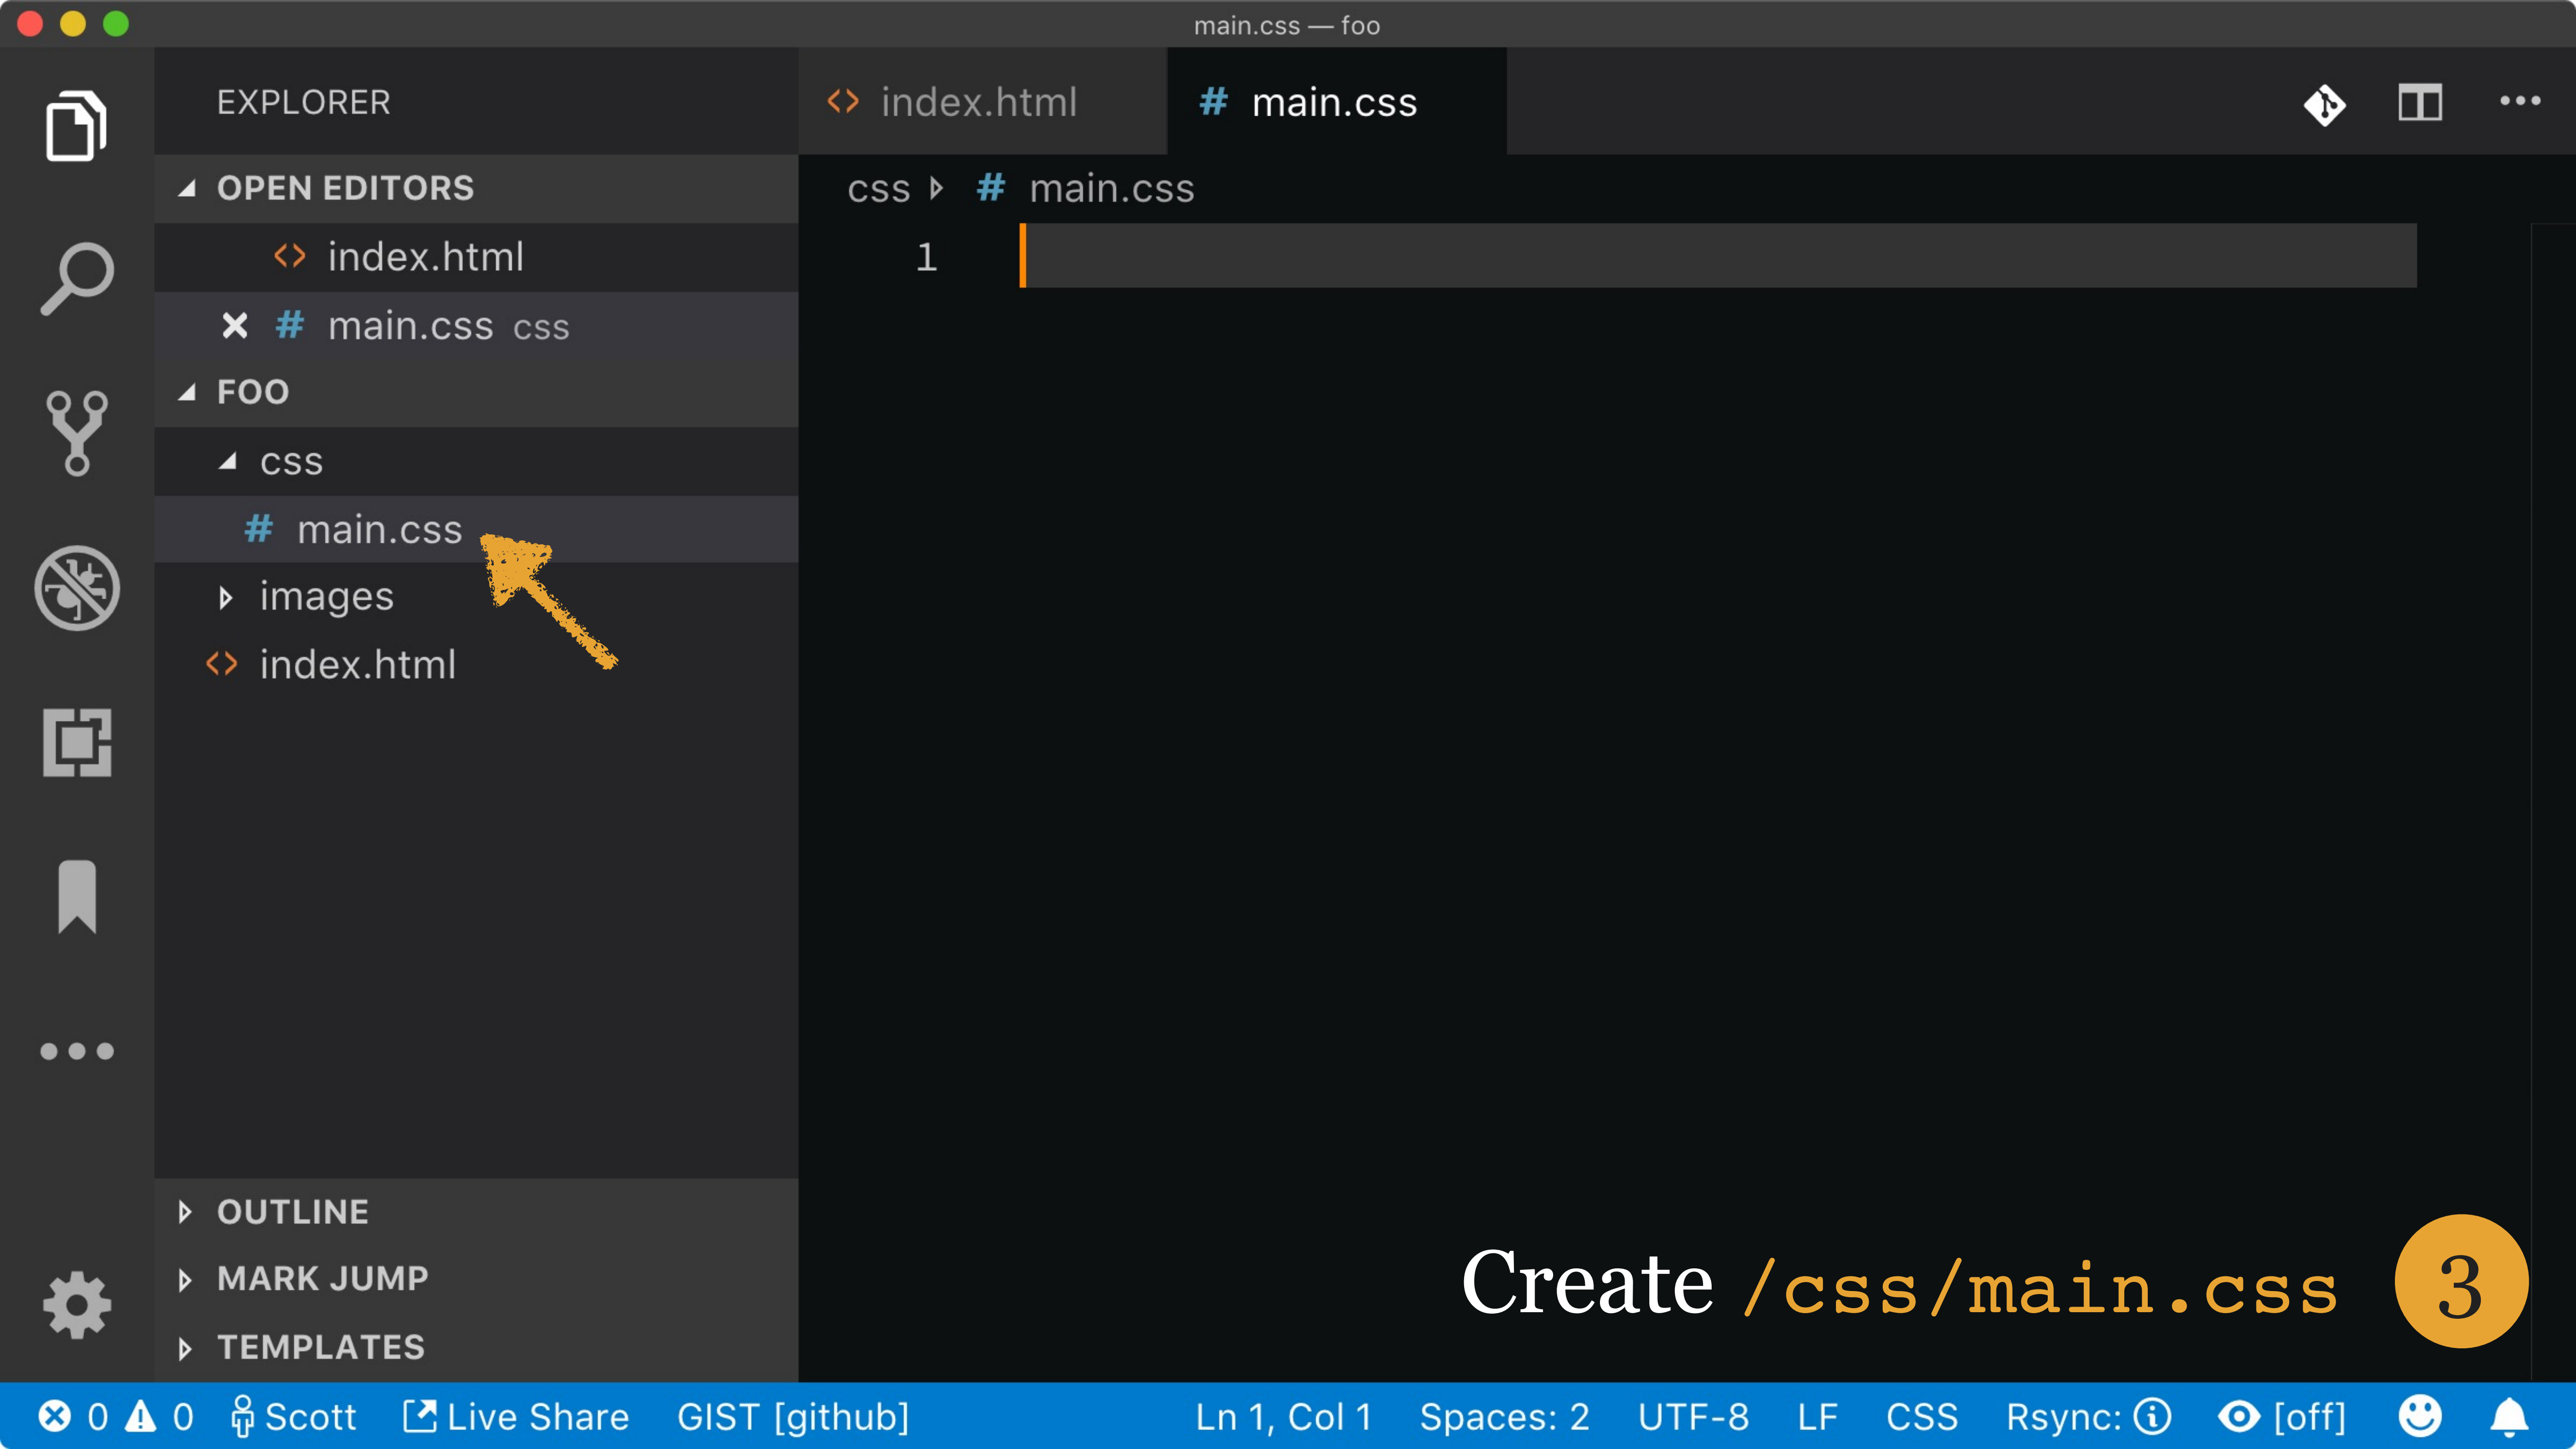 main.css — foo
EXPLORER
index.html
main.css
OPEN EDITORS
index.html
main.css css
FOO
css
main.css
images
index.html
OUTLINE
MARK JUMP
TEMPLATES
css main.css
1
Create /css/main.css 3
0 0 Scott Live Share GIST [github] Ln 1, Col 1 Spaces: 2 UTF-8 LF CSS Rsync: [off]